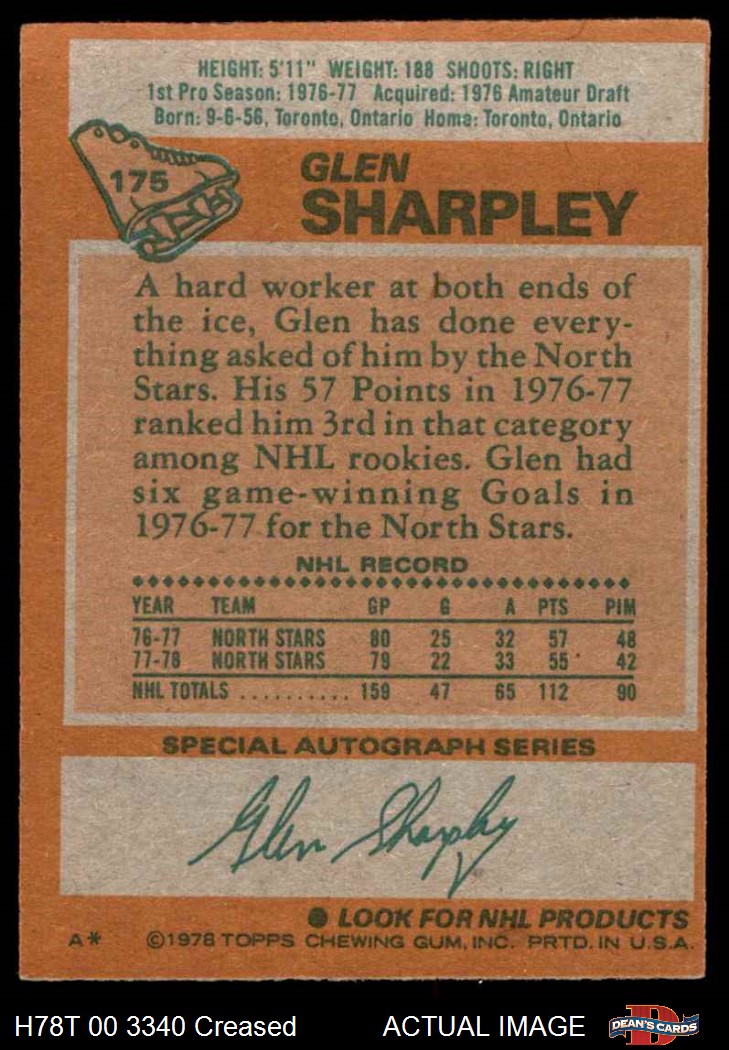 HEIGHT: 5'11" WEIGHT: 188 SHOOTS: RIGHT
1st Pro Season: 1976-77 Acquired: 1976 Amateur Draft
Born: 9-6-56, Toronto, Ontario Home: Toronto, Ontario
175
GLEN
SHARPLEY
A hard worker at both ends of
the ice, Glen has done every-
thing asked of him by the North
Stars. His 57 Points in 1976-77
ranked him 3rd in that category
among NHL rookies. Glen had
six game-winning Goals in
1976-77 for the North Stars.
NHL RECORD
YEAR TEAM GP G A PTS PIM
76-77 NORTH STARS 80 25 32 57 48
77-78 NORTH STARS 79 22 33 55 42
NHL TOTALS .......... 159 47 65 112 90
SPECIAL AUTOGRAPH SERIES
Glen Sharpley
● LOOK FOR NHL PRODUCTS
A* ©1978 TOPPS CHEWING GUM, INC. PRTD. IN U.S.A.
H78T 00 3340 Creased ACTUAL IMAGE
D
DEAN'S CARDS